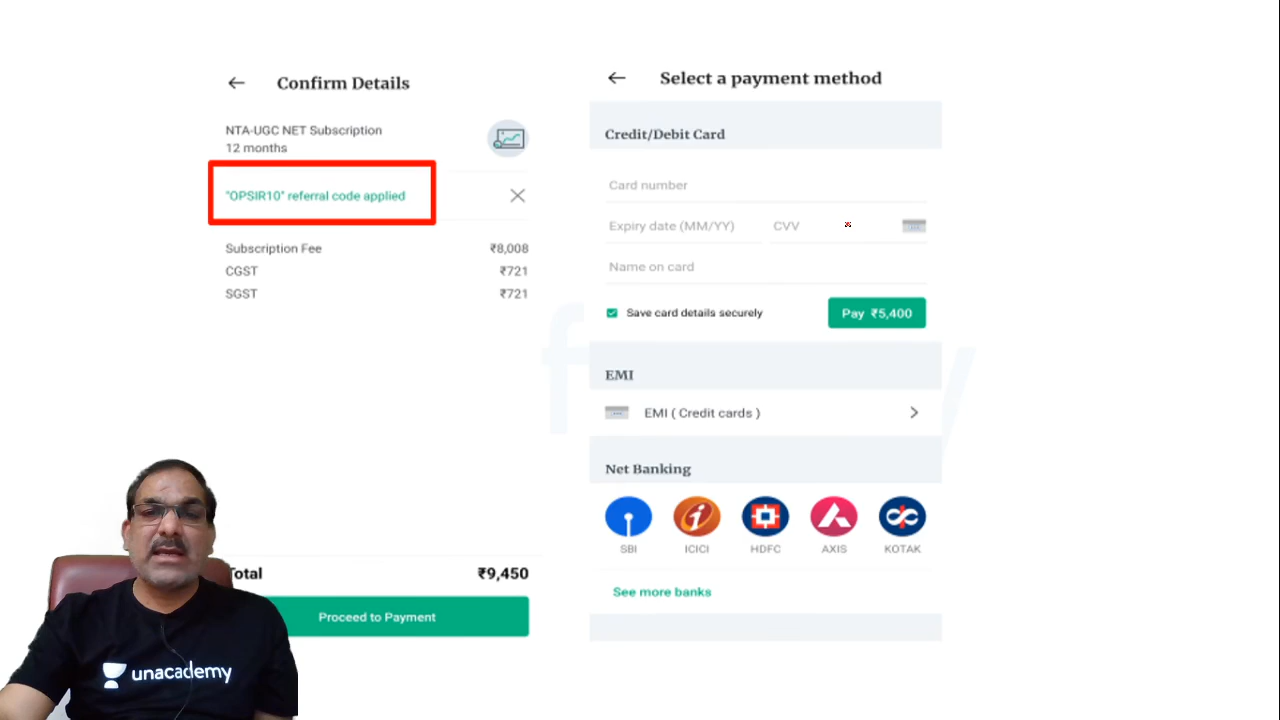 Confirm Details
NTA-UGC NET Subscription
12 months
"OPSIR10" referral code applied
Subscription Fee ₹8,008
CGST ₹721
SGST ₹721
Total ₹9,450
Proceed to Payment
unacademy
Select a payment method
Credit/Debit Card
Card number
Expiry date (MM/YY) CVV
Name on card
Save card details securely Pay ₹5,400
EMI
EMI ( Credit cards )
Net Banking
SBI ICICI HDFC AXIS KOTAK
See more banks